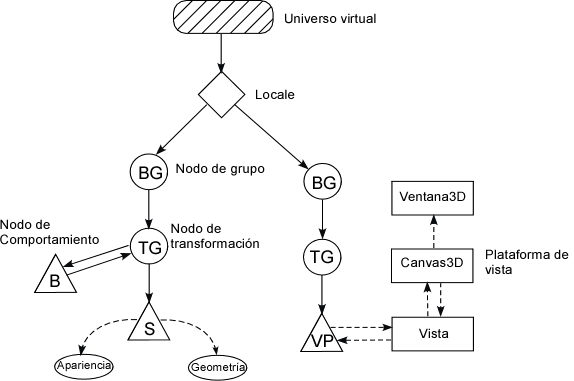 Universo virtual
Locale
BG
Nodo de grupo
BG
Ventana3D
Nodo de
Comportamiento
Nodo de
transformación
TG
TG
Canvas3D
Plataforma de
vista
B
S
VP
Vista
Apariencia
Geometria